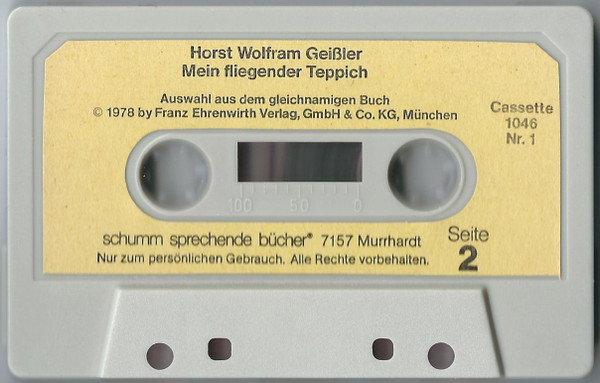 Horst Wolfram Geißler
Mein fliegender Teppich
Auswahl aus dem gleichnamigen Buch
© 1978 by Franz Ehrenwirth Verlag, GmbH & Co. KG, München
Cassette
1046
Nr. 1
100 50 0
schumm sprechende bücher® 7157 Murrhardt
Nur zum persönlichen Gebrauch. Alle Rechte vorbehalten.
Seite
2